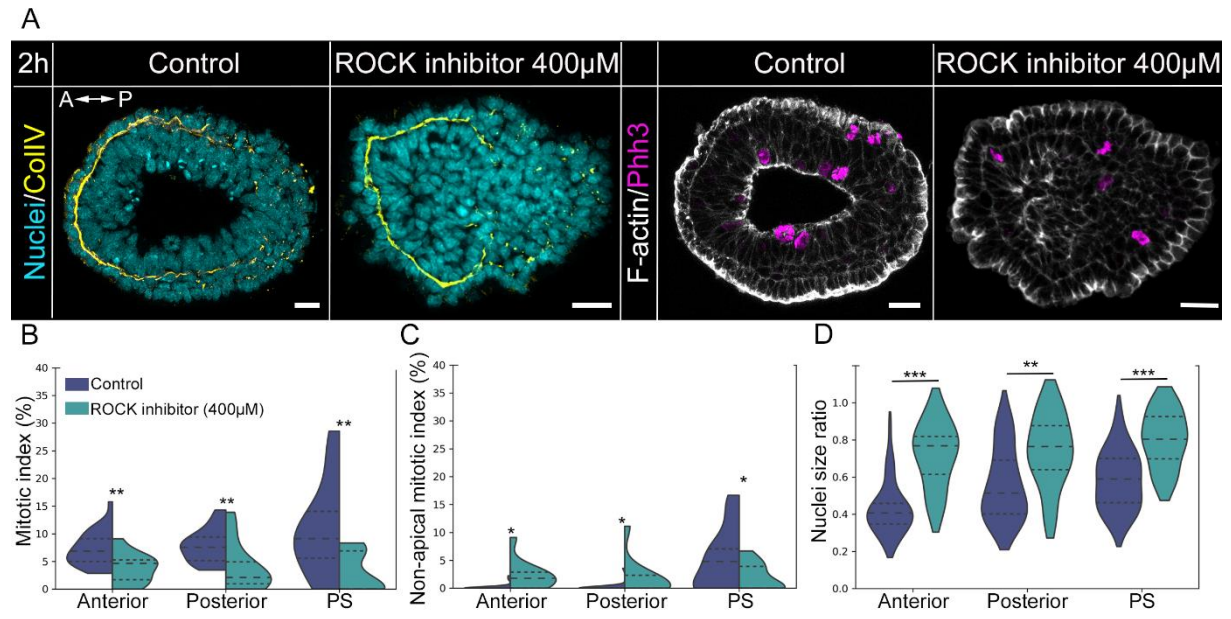 A
2h Control ROCK inhibitor 400µM Control ROCK inhibitor 400µM
A P
Nuclei/ColIV
F-actin/Phh3
B
Mitotic index (%)
40
35
30
25
20
15
10
5
0
Control
ROCK inhibitor (400µM)
** ** **
Anterior Posterior PS
C
Non-apical mitotic index (%)
40
35
30
25
20
15
10
5
0
* * *
Anterior Posterior PS
D
Nuclei size ratio
1.0
0.8
0.6
0.4
0.2
0.0
*** ** ***
Anterior Posterior PS